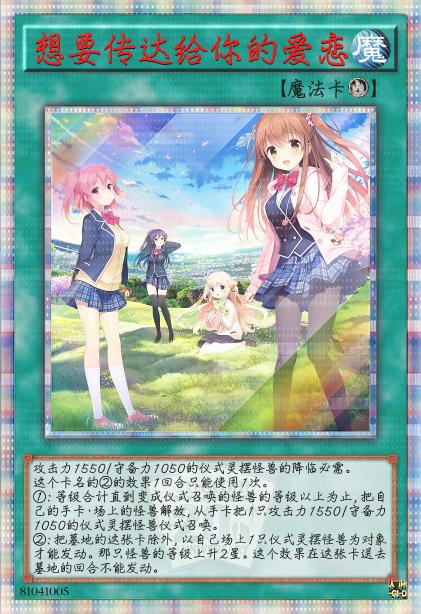 想要传达给你的爱恋
魔
【魔法卡】
攻击力1550/守备力1050的仪式灵摆怪兽的降临必需。
这个卡名的②的效果1回合只能使用1次。
①：等级合计直到变成仪式召唤的怪兽的等级以上为止，把自
己的手卡·场上的怪兽解放，从手卡把1只攻击力1550/守备力
1050的仪式灵摆怪兽仪式召唤。
②：把墓地的这张卡除外，以自己场上1只仪式灵摆怪兽为对象
才能发动。那只怪兽的等级上升2星。这个效果在这张卡送去
墓地的回合不能发动。
81041005